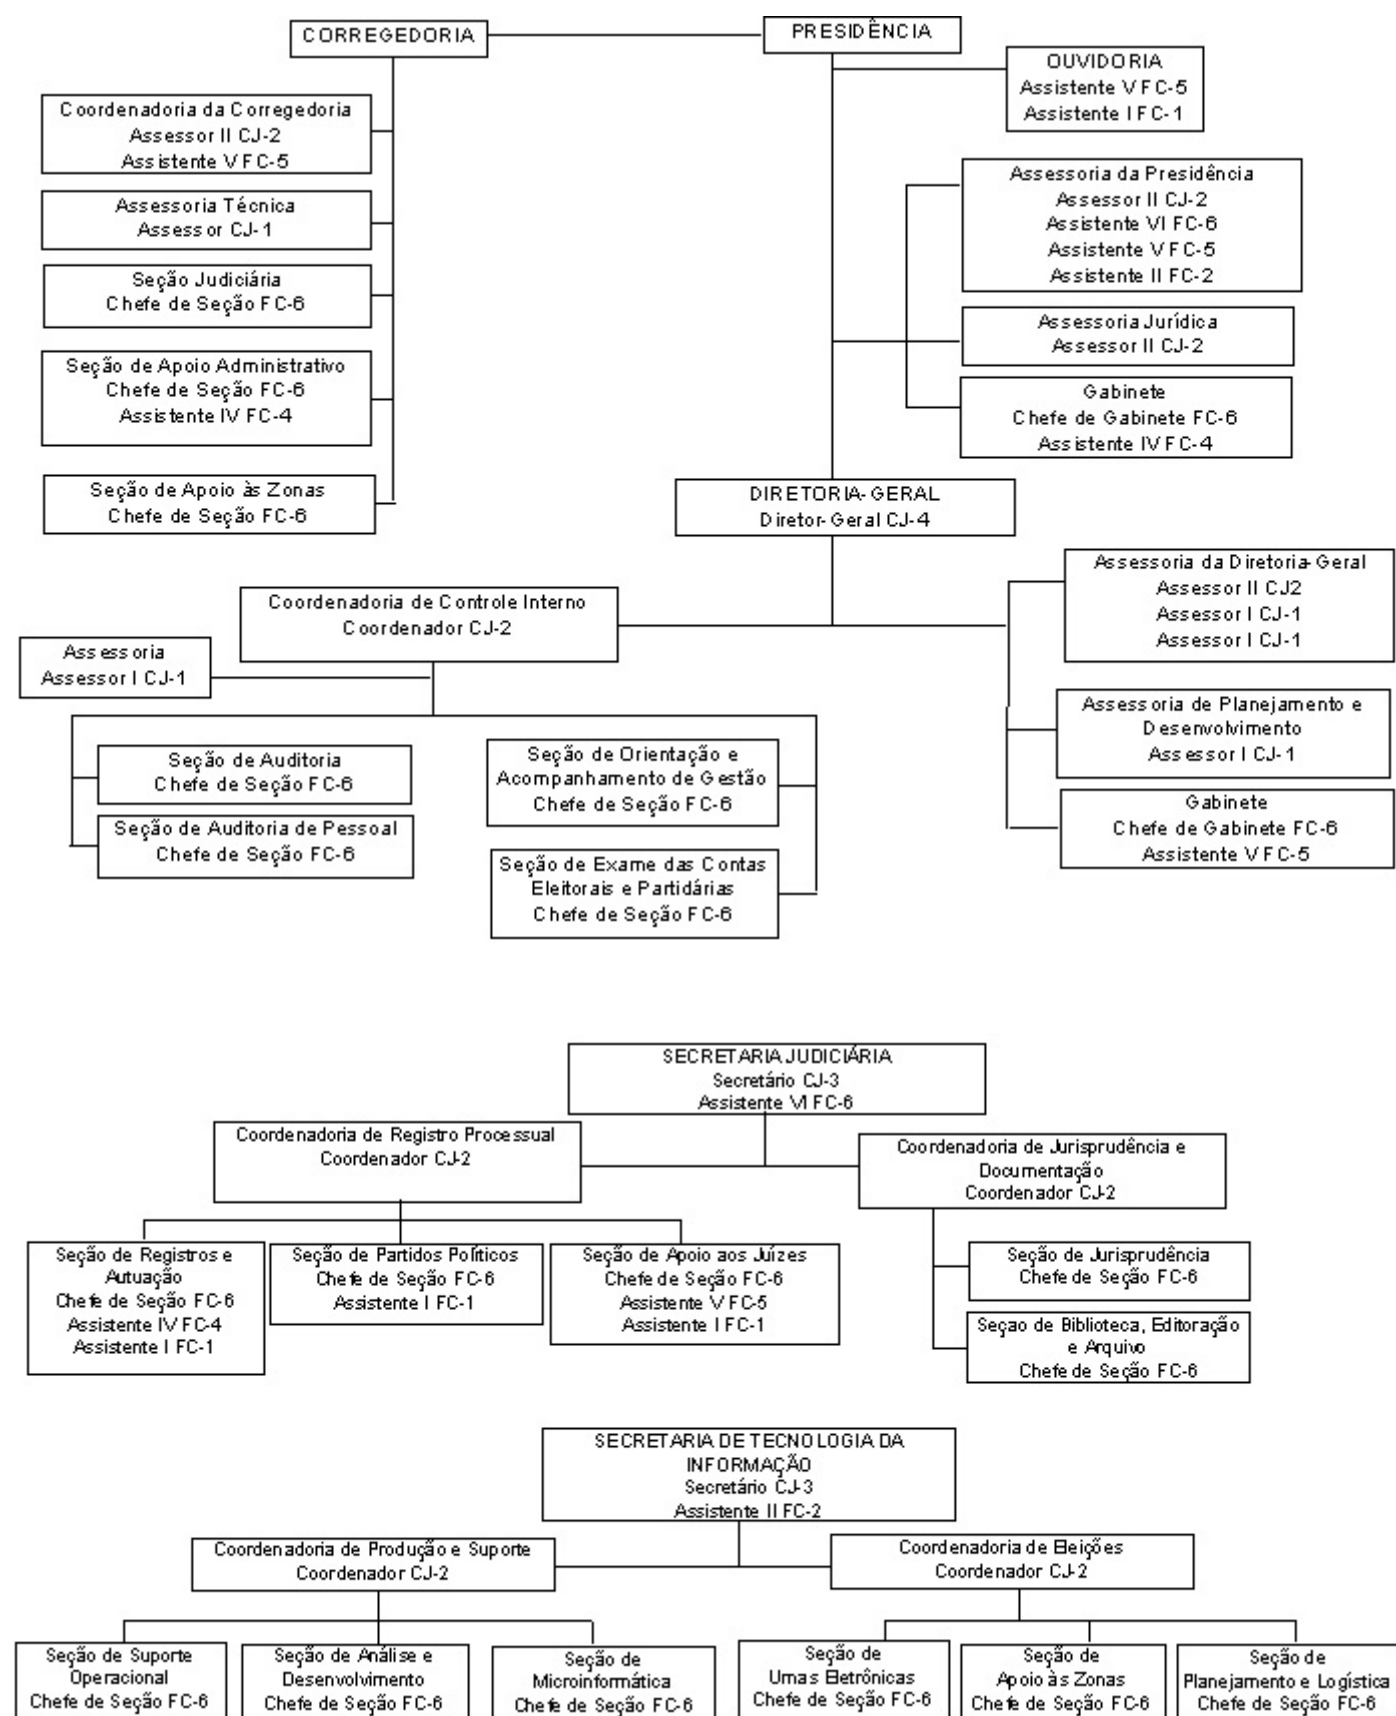 CORREGEDORIA
PRESIDÊNCIA
OUVIDORIA
Assistente V FC-5
Assistente I FC-1
Coordenadoria da Corregedoria
Assessor II CJ-2
Assistente V FC-5
Assessoria Técnica
Assessor CJ-1
Seção Judiciária
Chefe de Seção FC-6
Seção de Apoio Administrativo
Chefe de Seção FC-6
Assistente IV FC-4
Seção de Apoio às Zonas
Chefe de Seção FC-6
Assessoria da Presidência
Assessor II CJ-2
Assistente VI FC-6
Assistente V FC-5
Assistente II FC-2
Assessoria Jurídica
Assessor II CJ-2
Gabinete
Chefe de Gabinete FC-6
Assistente IV FC-4
DIRETORIA-GERAL
Diretor-Geral CJ-4
Coordenadoria de Controle Interno
Coordenador CJ-2
Assessoria
Assessor I CJ-1
Assessoria da Diretoria-Geral
Assessor II CJ2
Assessor I CJ-1
Assessor I CJ-1
Assessoria de Planejamento e
Desenvolvimento
Assessor I CJ-1
Gabinete
Chefe de Gabinete FC-6
Assistente V FC-5
Seção de Auditoria
Chefe de Seção FC-6
Seção de Auditoria de Pessoal
Chefe de Seção FC-6
Seção de Orientação e
Acompanhamento de Gestão
Chefe de Seção FC-6
Seção de Exame das Contas
Eleitorais e Partidárias
Chefe de Seção FC-6
SECRETARIA JUDICIÁRIA
Secretário CJ-3
Assistente VI FC-6
Coordenadoria de Registro Processual
Coordenador CJ-2
Coordenadoria de Jurisprudência e
Documentação
Coordenador CJ-2
Seção de Registros e
Autuação
Chefe de Seção FC-6
Assistente IV FC-4
Assistente I FC-1
Seção de Partidos Políticos
Chefe de Seção FC-6
Assistente I FC-1
Seção de Apoio aos Juízes
Chefe de Seção FC-6
Assistente V FC-5
Assistente I FC-1
Seção de Jurisprudência
Chefe de Seção FC-6
Seçao de Biblioteca, Editoração
e Arquivo
Chefe de Seção FC-6
SECRETARIA DE TECNOLOGIA DA
INFORMAÇÃO
Secretário CJ-3
Assistente II FC-2
Coordenadoria de Produção e Suporte
Coordenador CJ-2
Coordenadoria de Eleições
Coordenador CJ-2
Seção de Suporte
Operacional
Chefe de Seção FC-6
Seção de Análise e
Desenvolvimento
Chefe de Seção FC-6
Seção de
Microinformática
Chefe de Seção FC-6
Seção de
Urnas Eletrônicas
Chefe de Seção FC-6
Seção de
Apoio às Zonas
Chefe de Seção FC-6
Seção de
Planejamento e Logística
Chefe de Seção FC-6